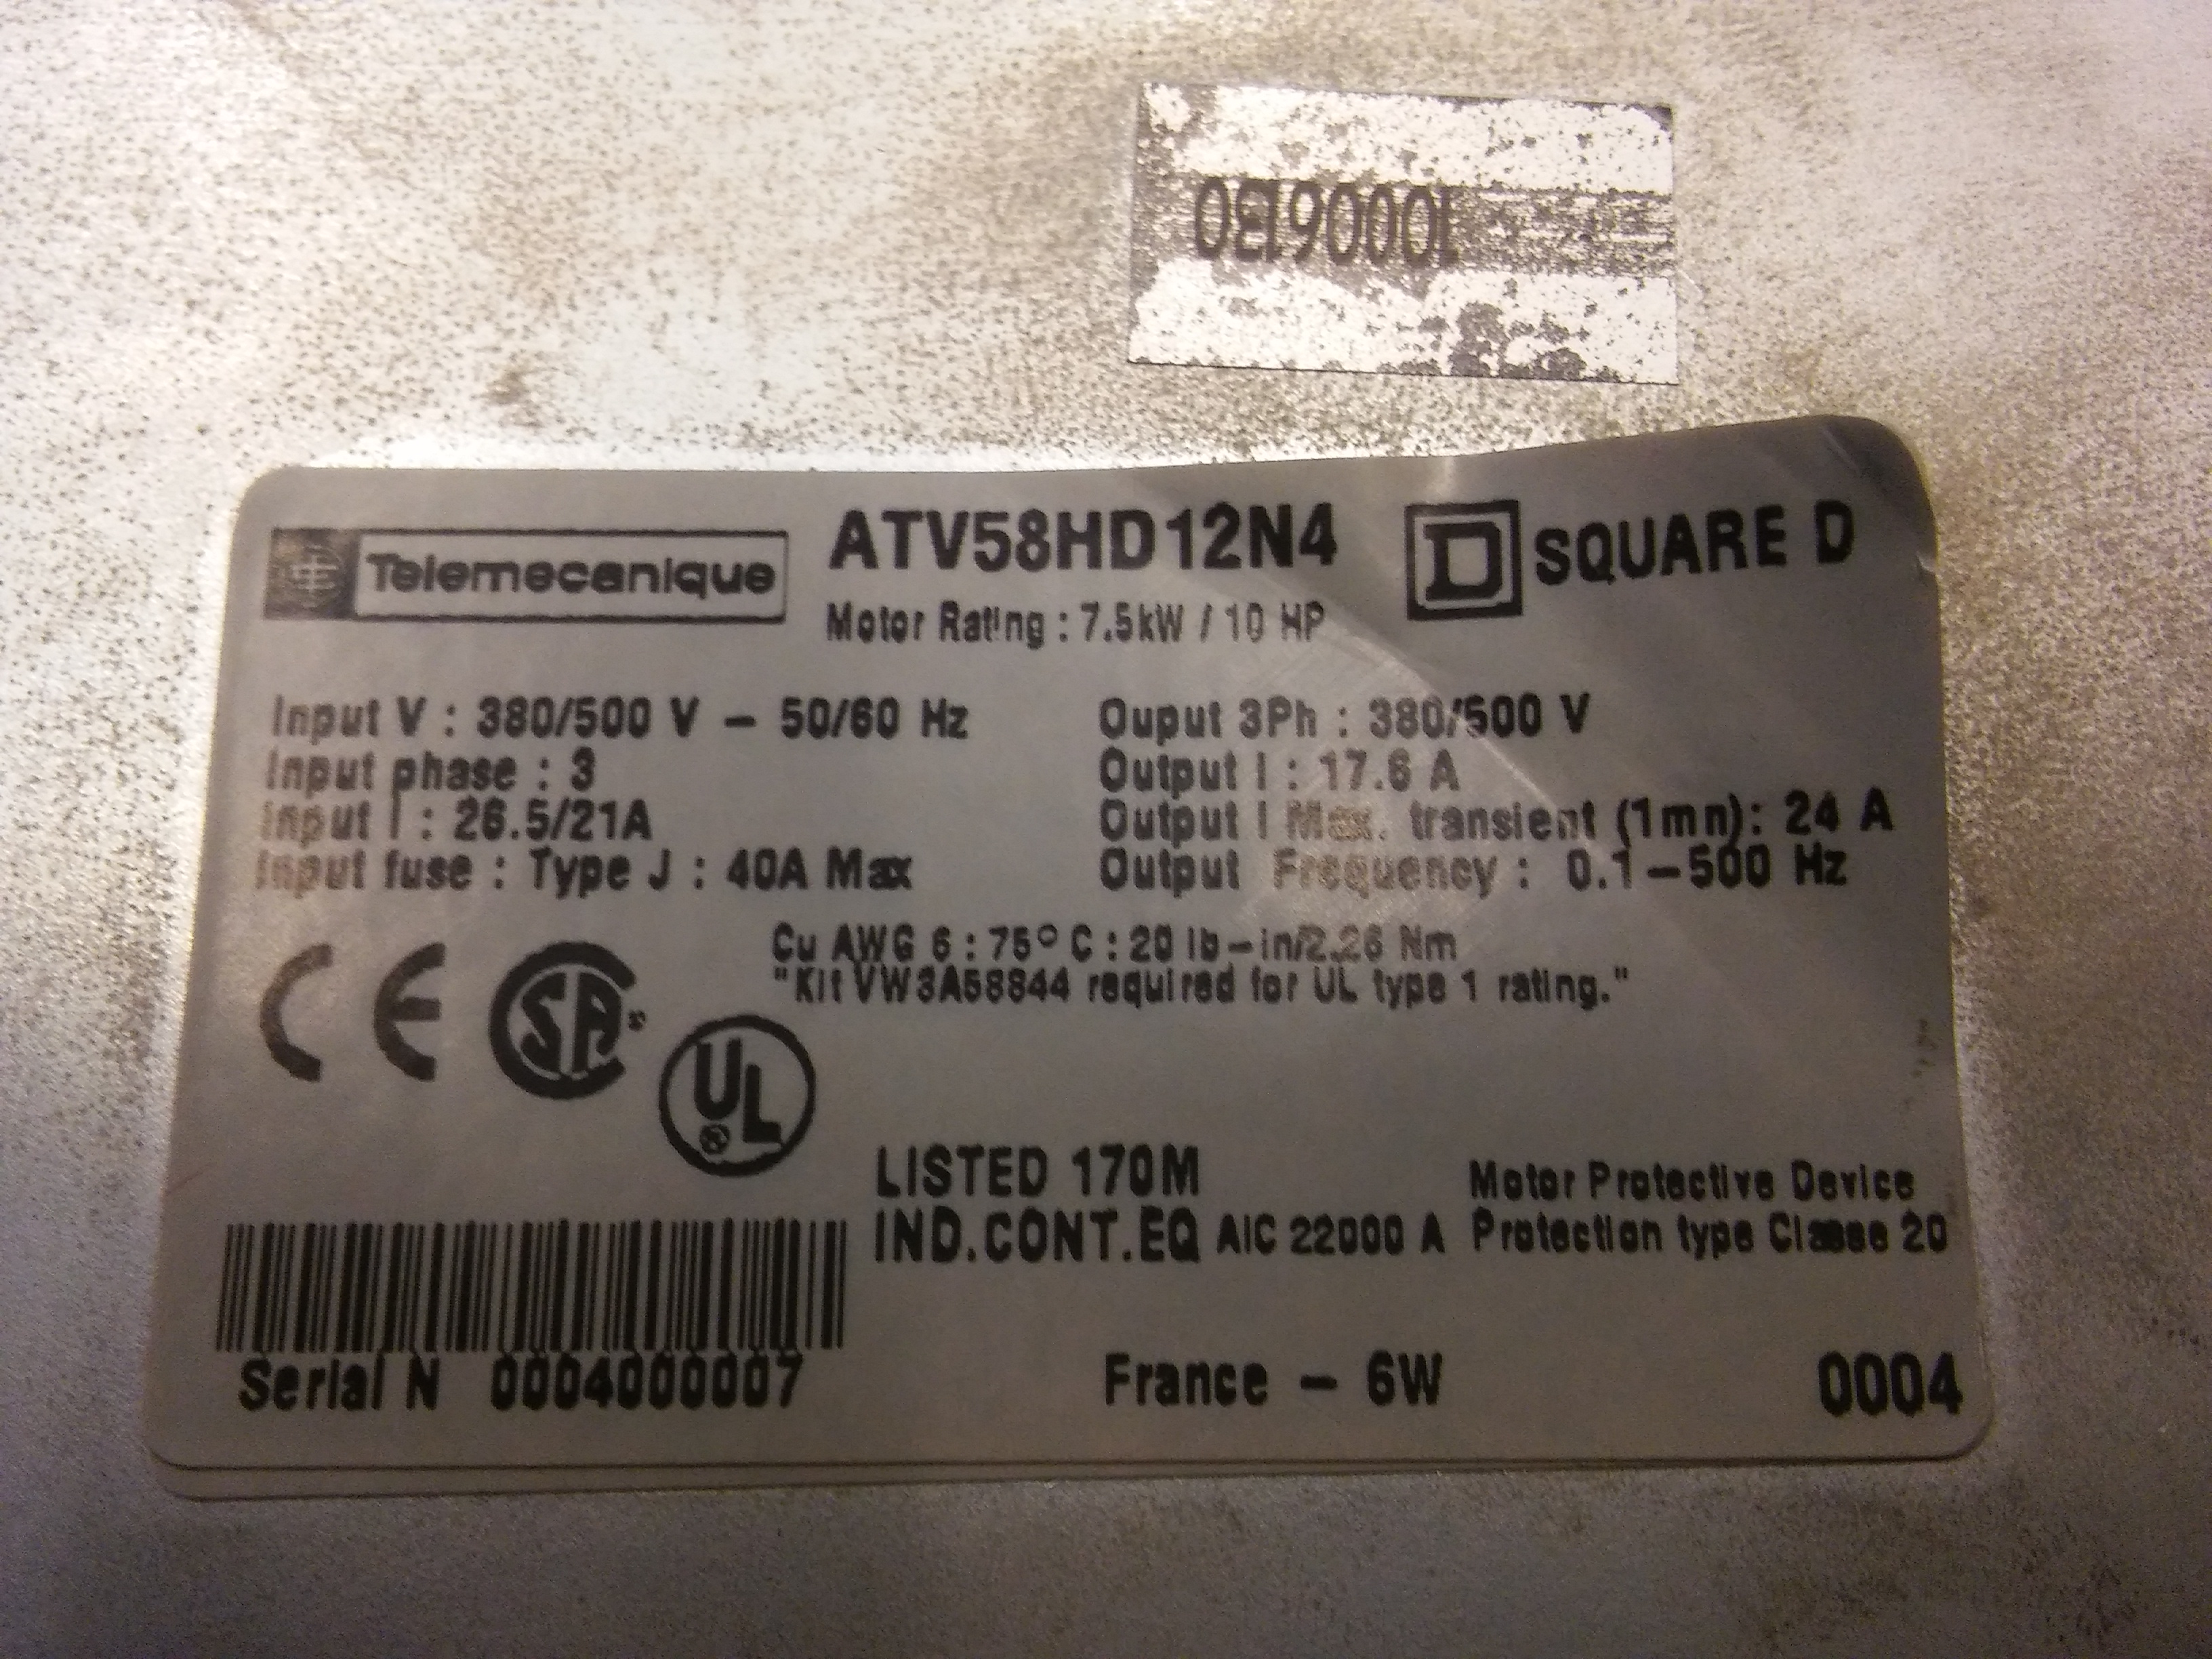 Telemecanique
ATV58HD12N4
D SQUARE D
Motor Rating : 7.5kW / 10 HP
Input V : 380/500 V - 50/60 Hz
Input phase : 3
Input I : 26.5/21A
Input fuse : Type J : 40A Max
Ouput 3Ph : 380/500 V
Output I : 17.6 A
Output I Max. transient (1mn): 24 A
Output Frequency : 0.1-500 Hz
Cu AWG 6 : 75° C : 20 lb-in/2.26 Nm
"Kit VW3A58844 required for UL type 1 rating."
CE
SA
UL
®
LISTED 170M
IND.CONT.EQ AIC 22000 A
Motor Protective Device
Protection type Classe 20
Serial N 0004000007
France - 6W
0004